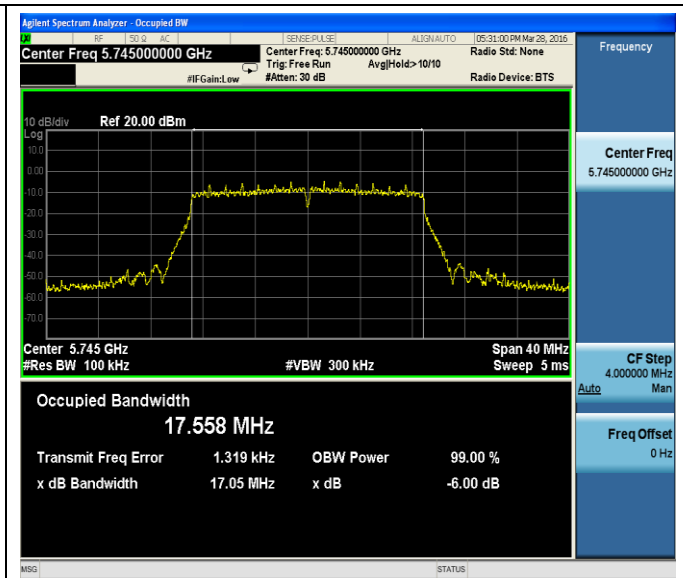 Agilent Spectrum Analyzer - Occupied BW
RF 50 Ω AC SENSE:PULSE ALIGNAUTO 05:31:00 PM Mar 28, 2016
Center Freq 5.745000000 GHz Center Freq: 5.745000000 GHz Radio Std: None Frequency
Trig: Free Run Avg|Hold:>10/10
#IFGain:Low #Atten: 30 dB Radio Device: BTS
10 dB/div Ref 20.00 dBm
Log
10.0
0.00
-10.0
-20.0
-30.0
-40.0
-50.0
-60.0
-70.0
Center 5.745 GHz Span 40 MHz
#Res BW 100 kHz #VBW 300 kHz Sweep 5 ms
Occupied Bandwidth
17.558 MHz
Transmit Freq Error 1.319 kHz OBW Power 99.00 %
x dB Bandwidth 17.05 MHz x dB -6.00 dB
Center Freq
5.745000000 GHz
CF Step
4.000000 MHz
Auto Man
Freq Offset
0 Hz
MSG STATUS